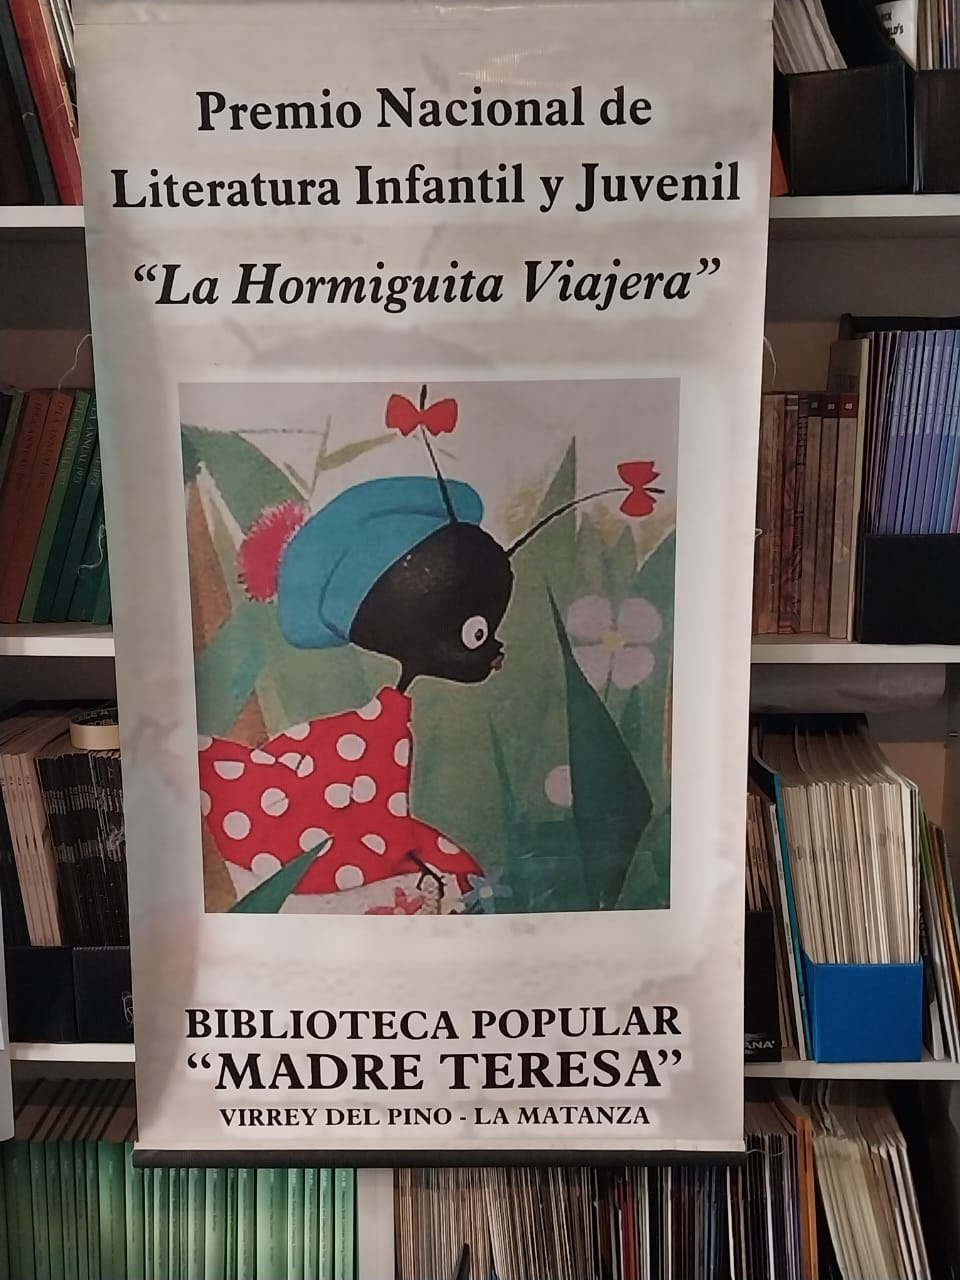 Premio Nacional de
Literatura Infantil y Juvenil
“La Hormiguita Viajera”
BIBLIOTECA POPULAR
“MADRE TERESA”
VIRREY DEL PINO - LA MATANZA